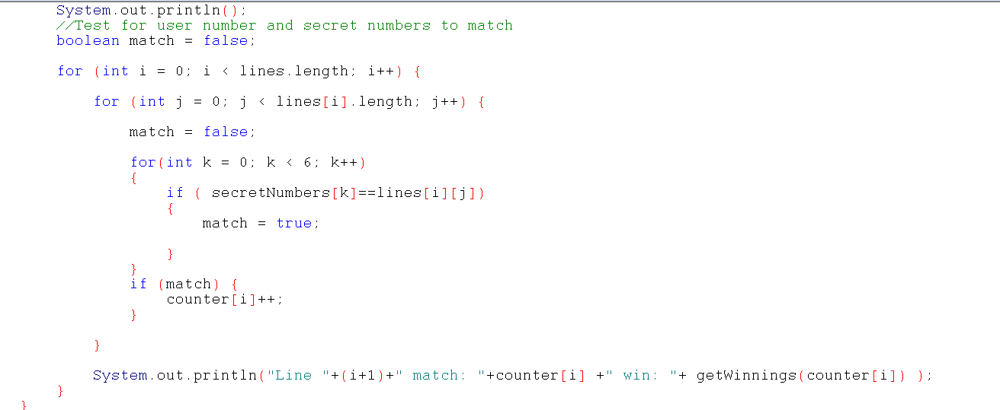 System.out.println();
//Test for user number and secret numbers to match
boolean match = false;
for (int i = 0; i < lines.length; i++) {
for (int j = 0; j < lines[i].length; j++) {
match = false;
for(int k = 0; k < 6; k++)
{
if ( secretNumbers[k]==lines[i][j])
{
match = true;
}
}
if (match) {
counter[i]++;
}
}
System.out.println("Line "+(i+1)+" match: "+counter[i] +" win: "+ getWinnings(counter[i]) );
}
}